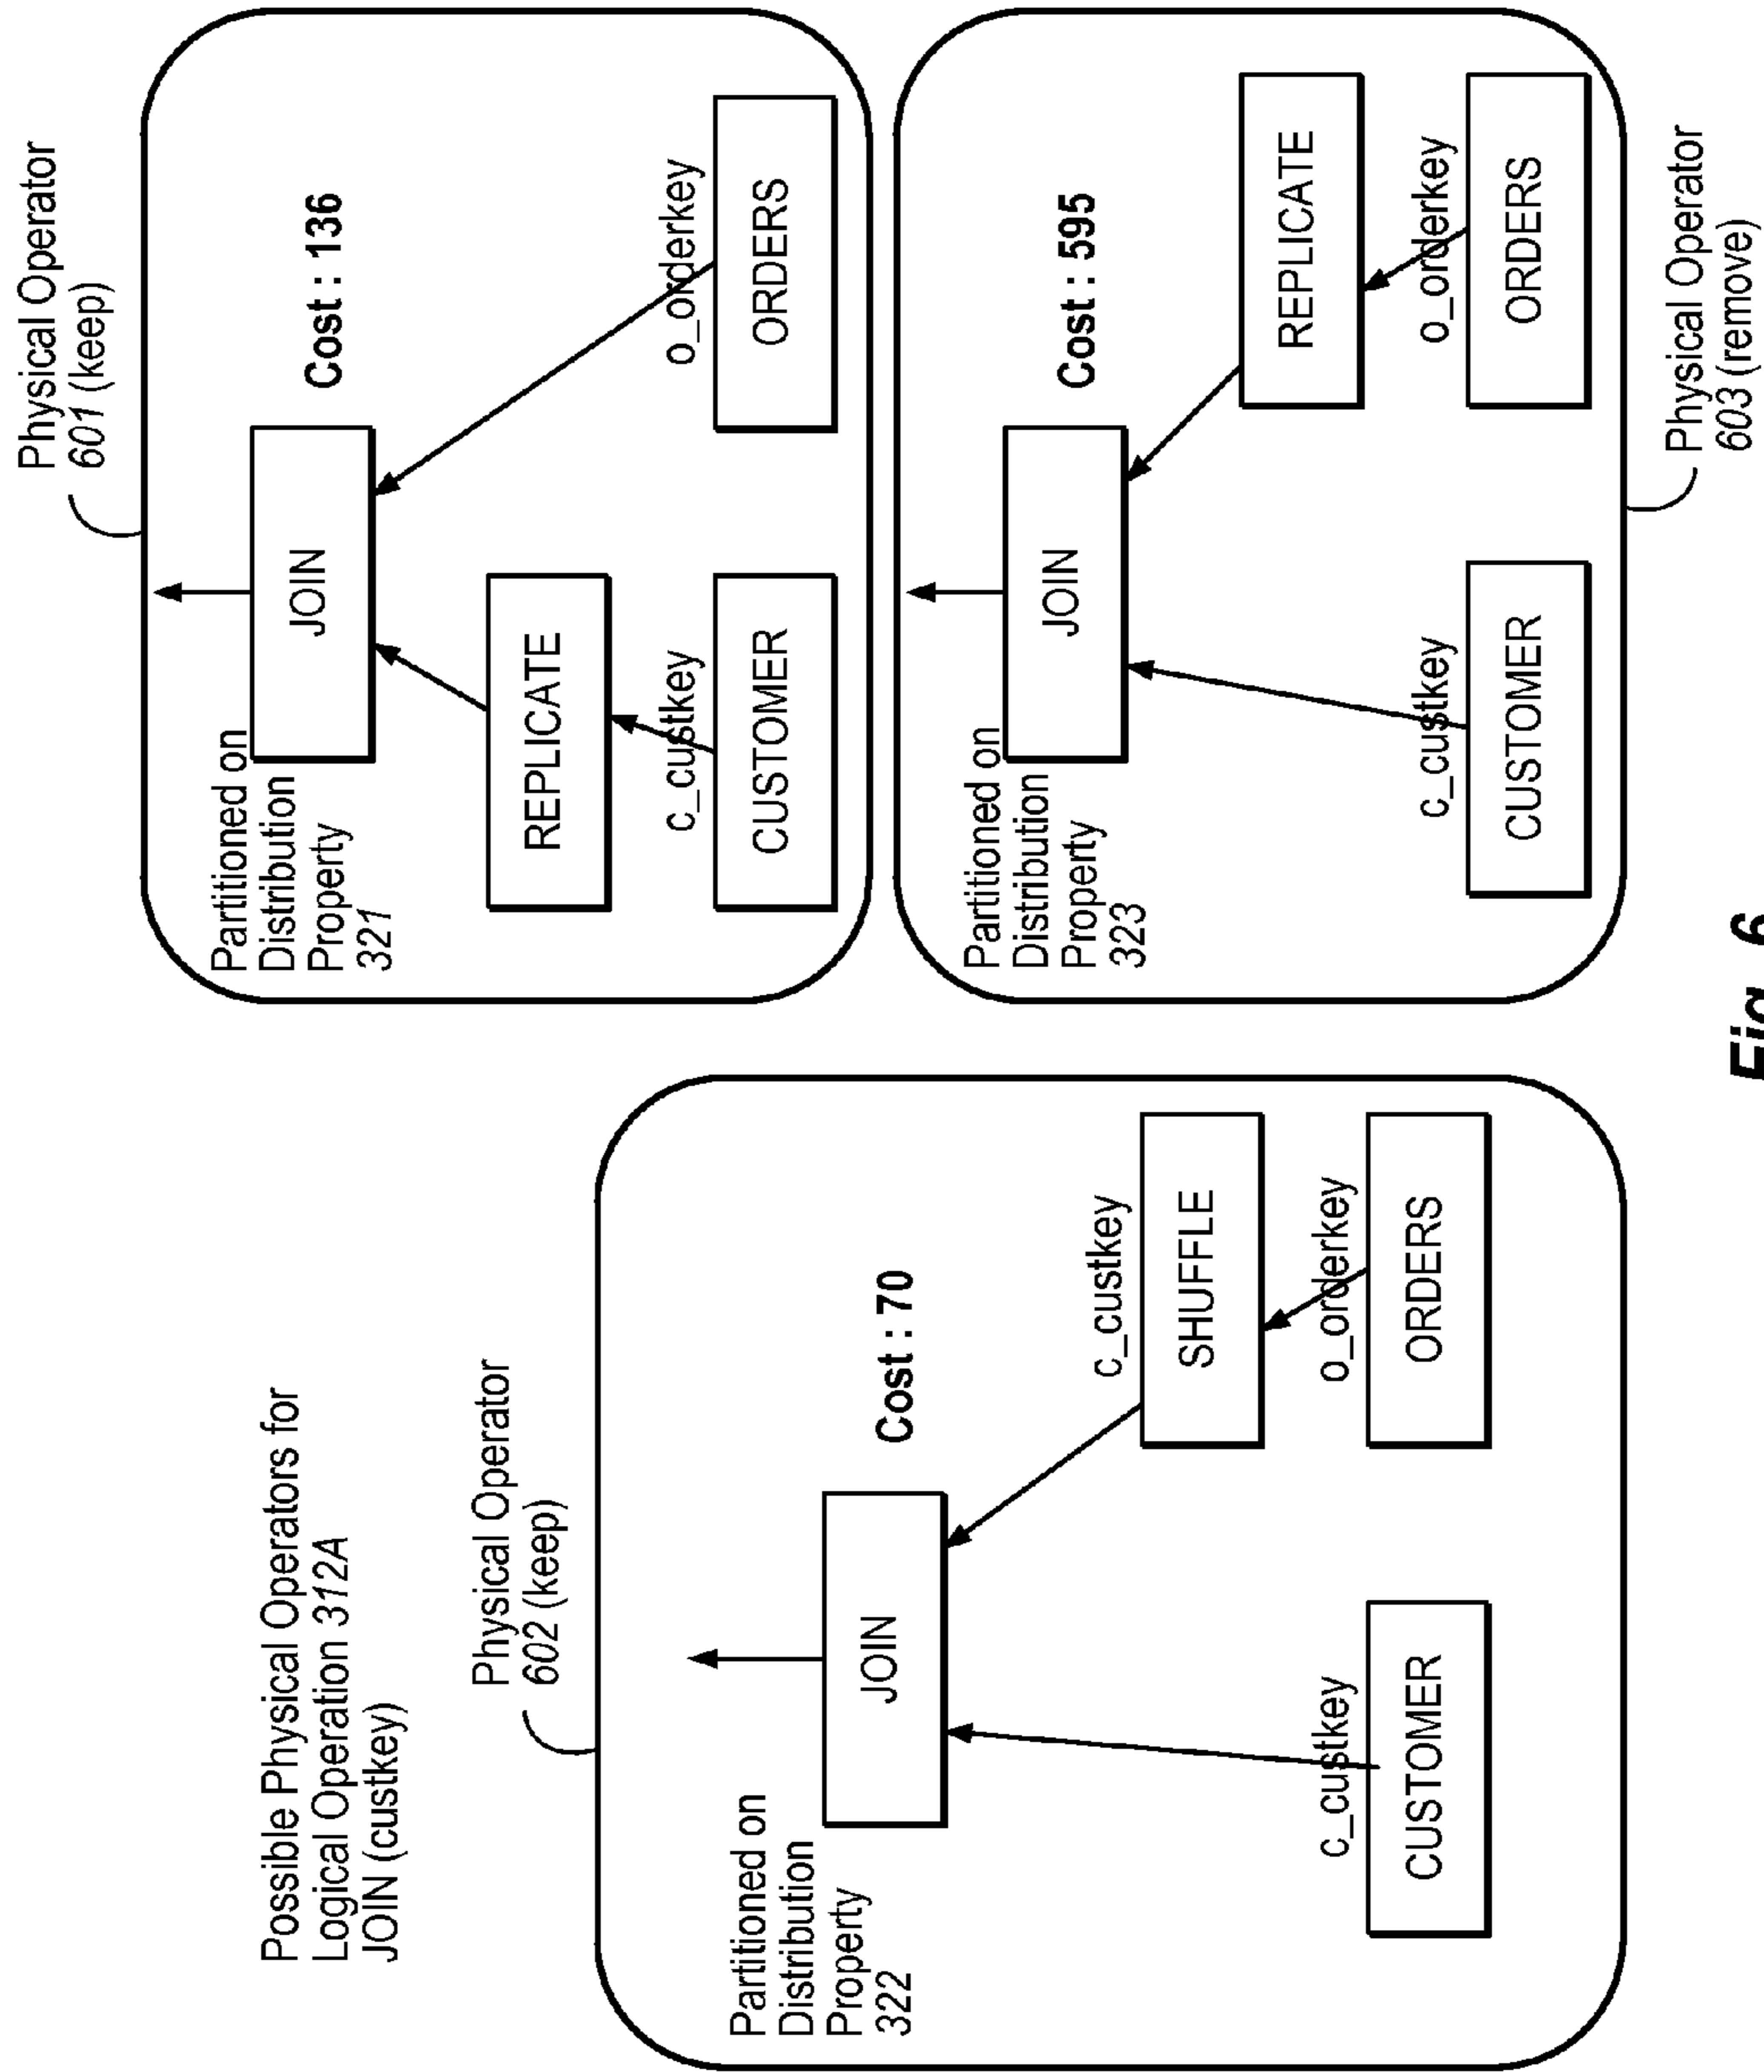 Possible Physical Operators for
Logical Operation 312A
JOIN (custkey)
Physical Operator
602 (keep)
Partitioned on
Distribution
Property
322
JOIN
Cost : 70
c_custkey
SHUFFLE
c_custkey
o_orderkey
CUSTOMER
ORDERS
Physical Operator
601 (keep)
Partitioned on
Distribution
Property
321
JOIN
Cost : 136
REPLICATE
c_custkey
o_orderkey
CUSTOMER
ORDERS
Partitioned on
Distribution
Property
323
JOIN
Cost : 595
REPLICATE
c_custkey
o_orderkey
CUSTOMER
ORDERS
Physical Operator
603 (remove)
Fig. 6